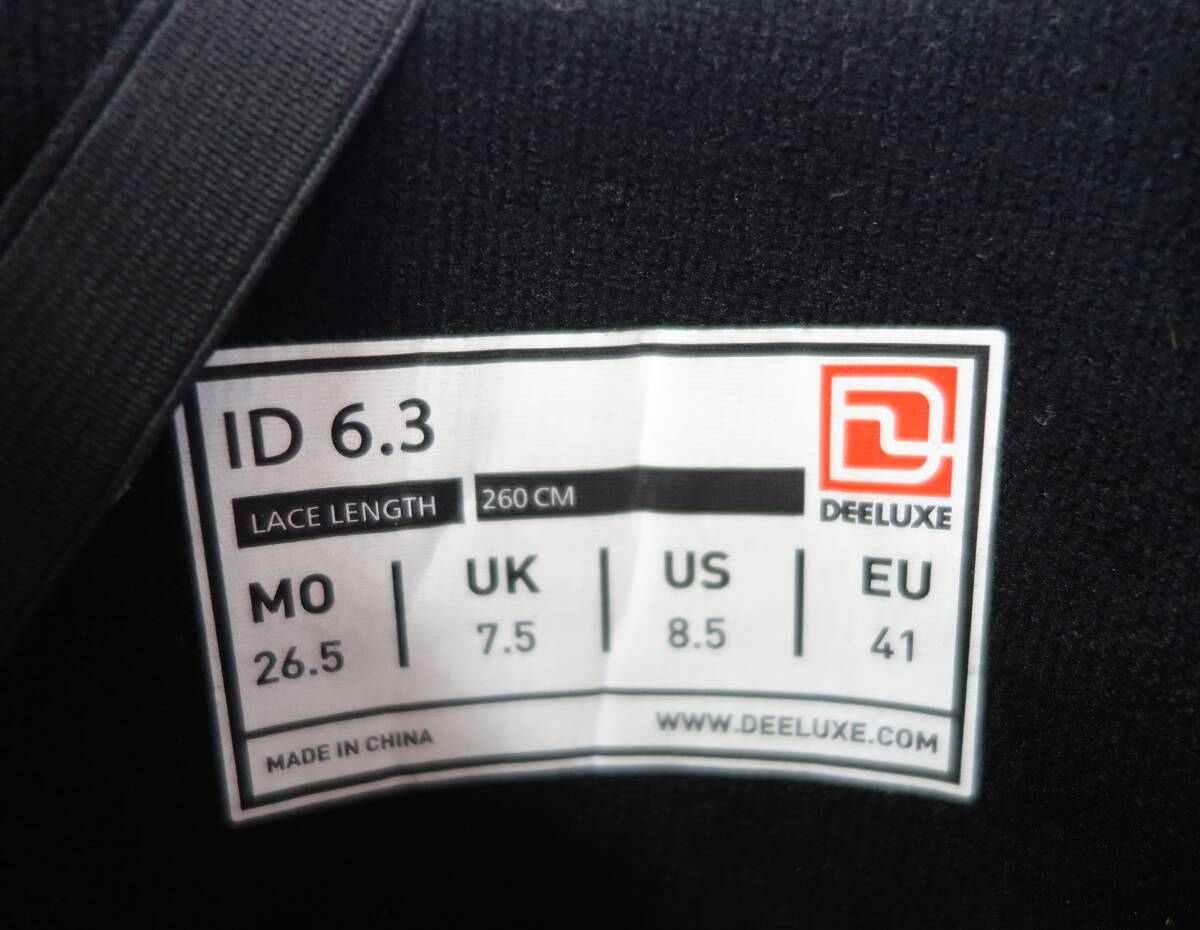 ID 6.3
DEELUXE
LACE LENGTH 260 CM
MO UK US EU
26.5 7.5 8.5 41
MADE IN CHINA WWW.DEELUXE.COM